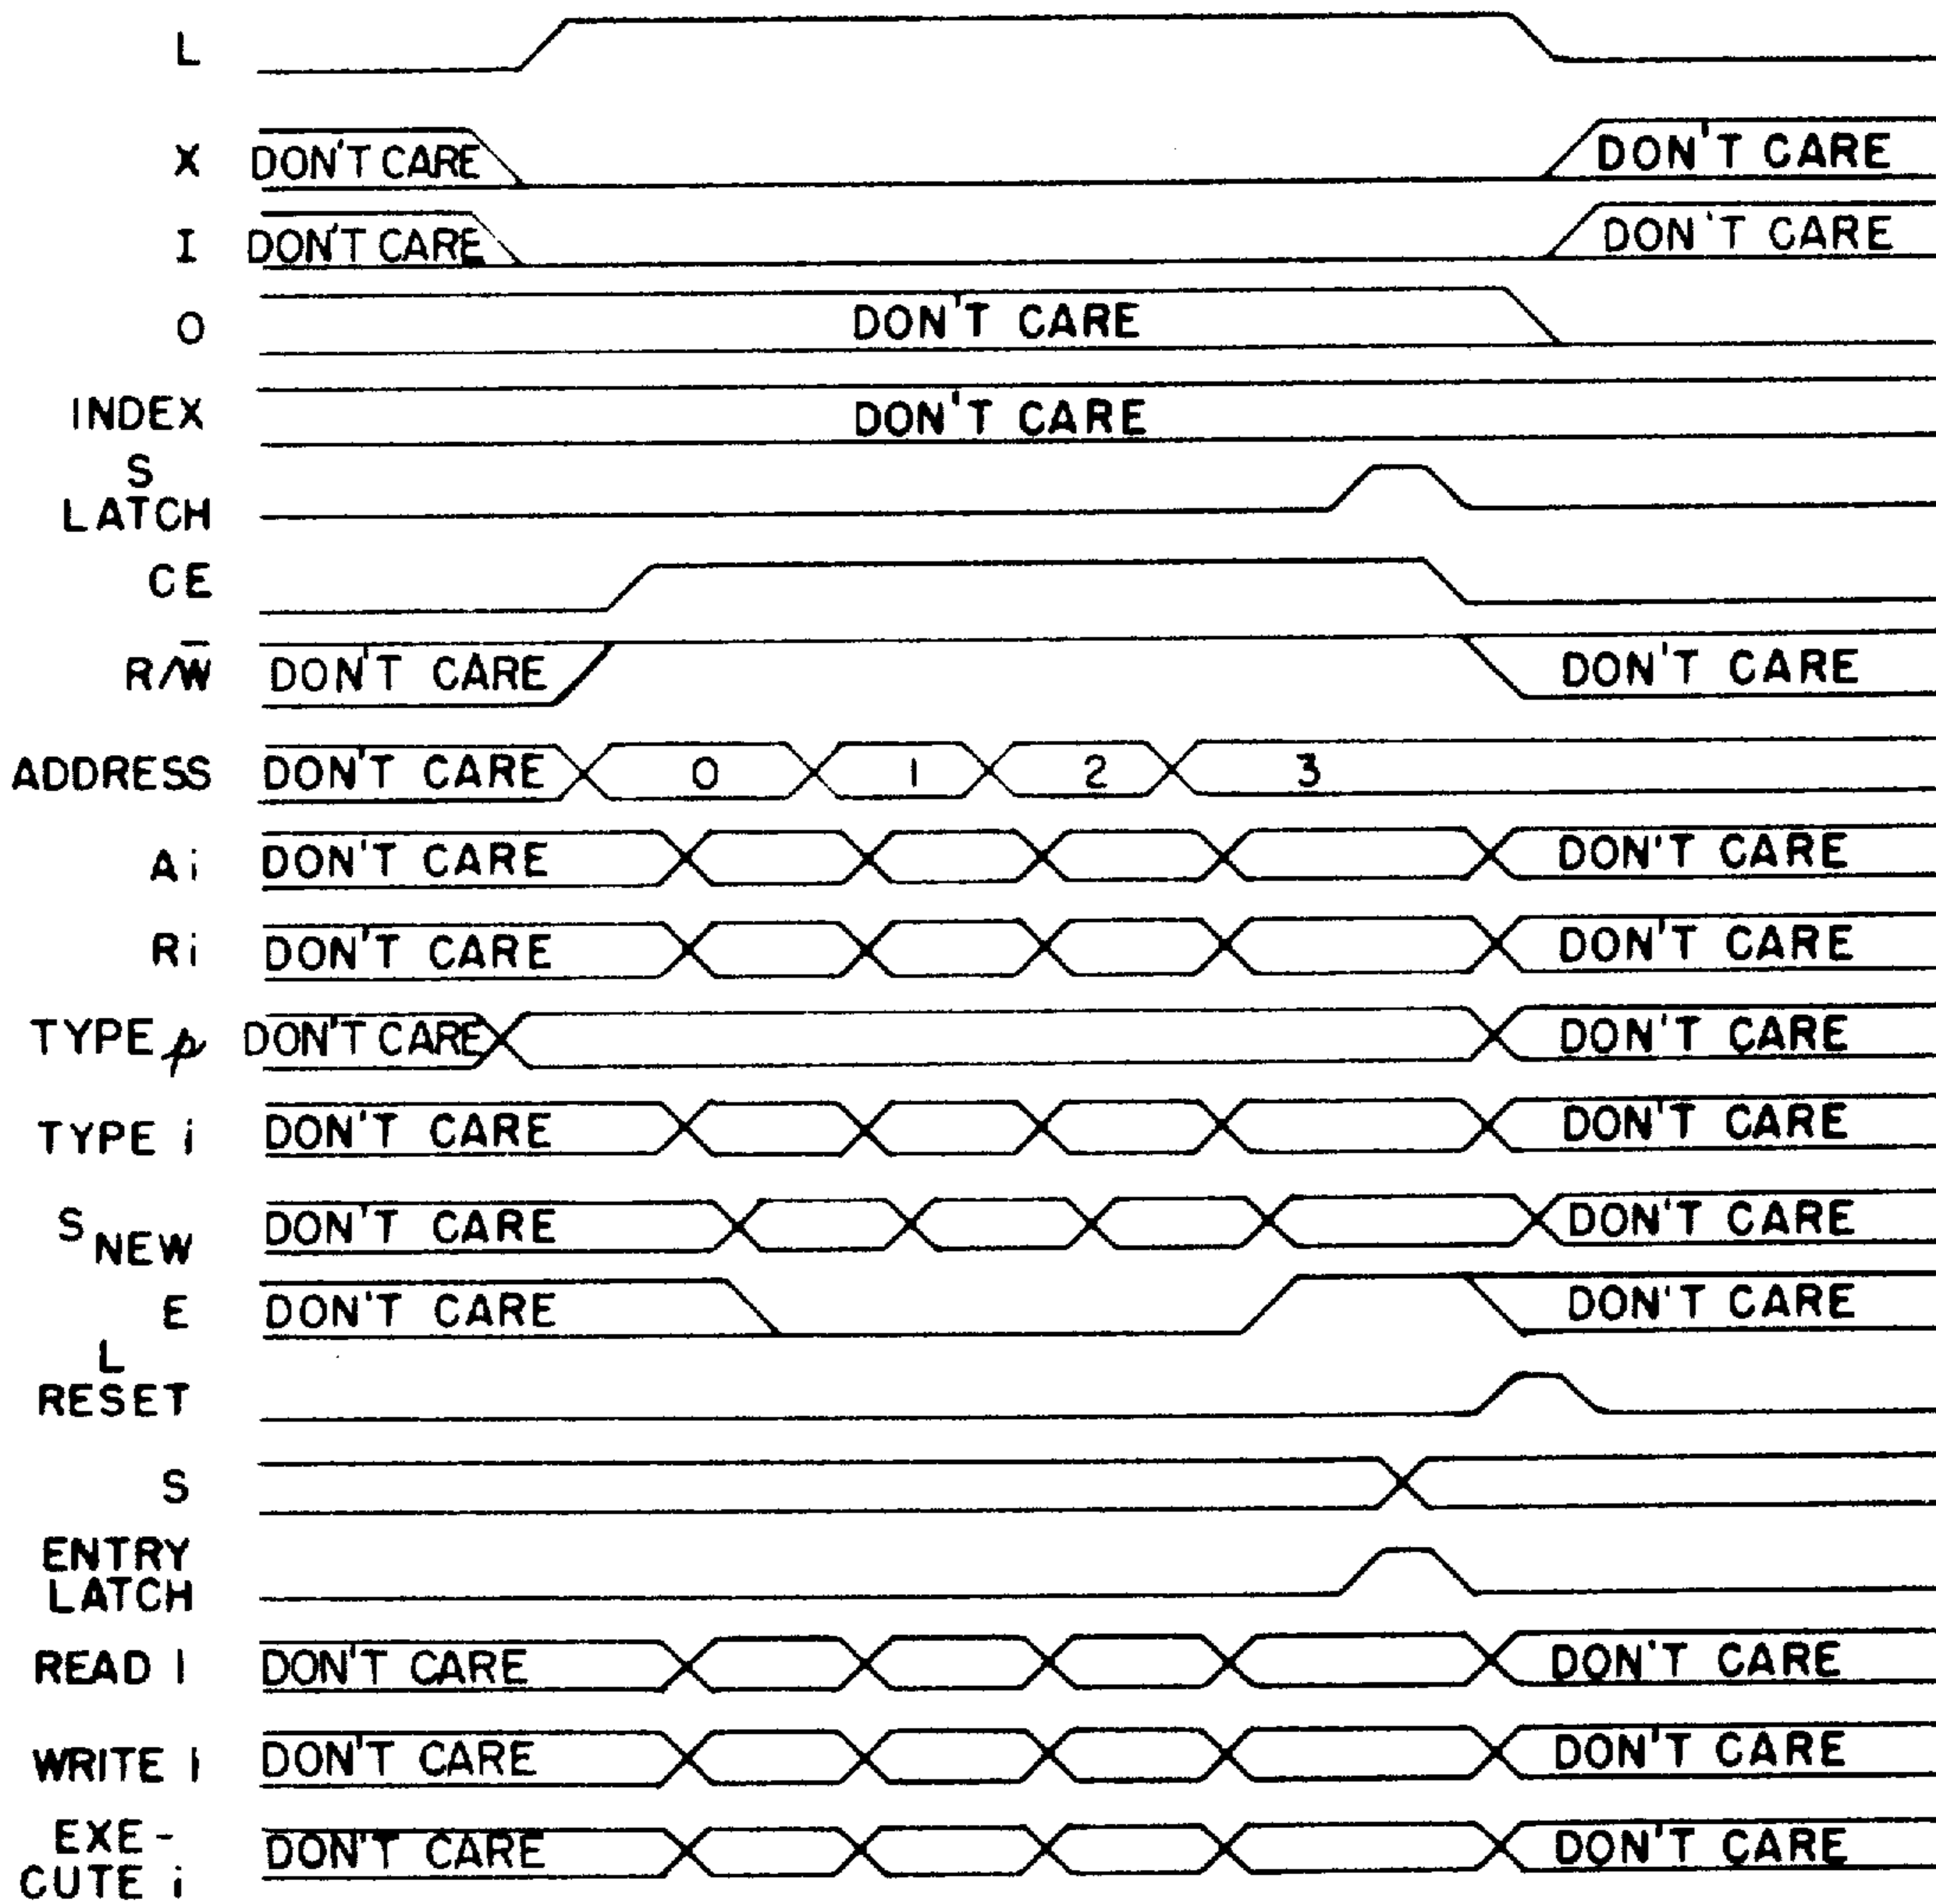 L
X DON'T CARE DON'T CARE
I DON'T CARE DON'T CARE
O DON'T CARE
INDEX DON'T CARE
S
LATCH
CE
R/W̅ DON'T CARE DON'T CARE
ADDRESS DON'T CARE 0 1 2 3
Ai DON'T CARE DON'T CARE
Ri DON'T CARE DON'T CARE
TYPE p DON'T CARE DON'T CARE
TYPE i DON'T CARE DON'T CARE
S NEW DON'T CARE DON'T CARE
E DON'T CARE DON'T CARE
L
RESET
S
ENTRY
LATCH
READ I DON'T CARE DON'T CARE
WRITE I DON'T CARE DON'T CARE
EXE-
CUTE i DON'T CARE DON'T CARE